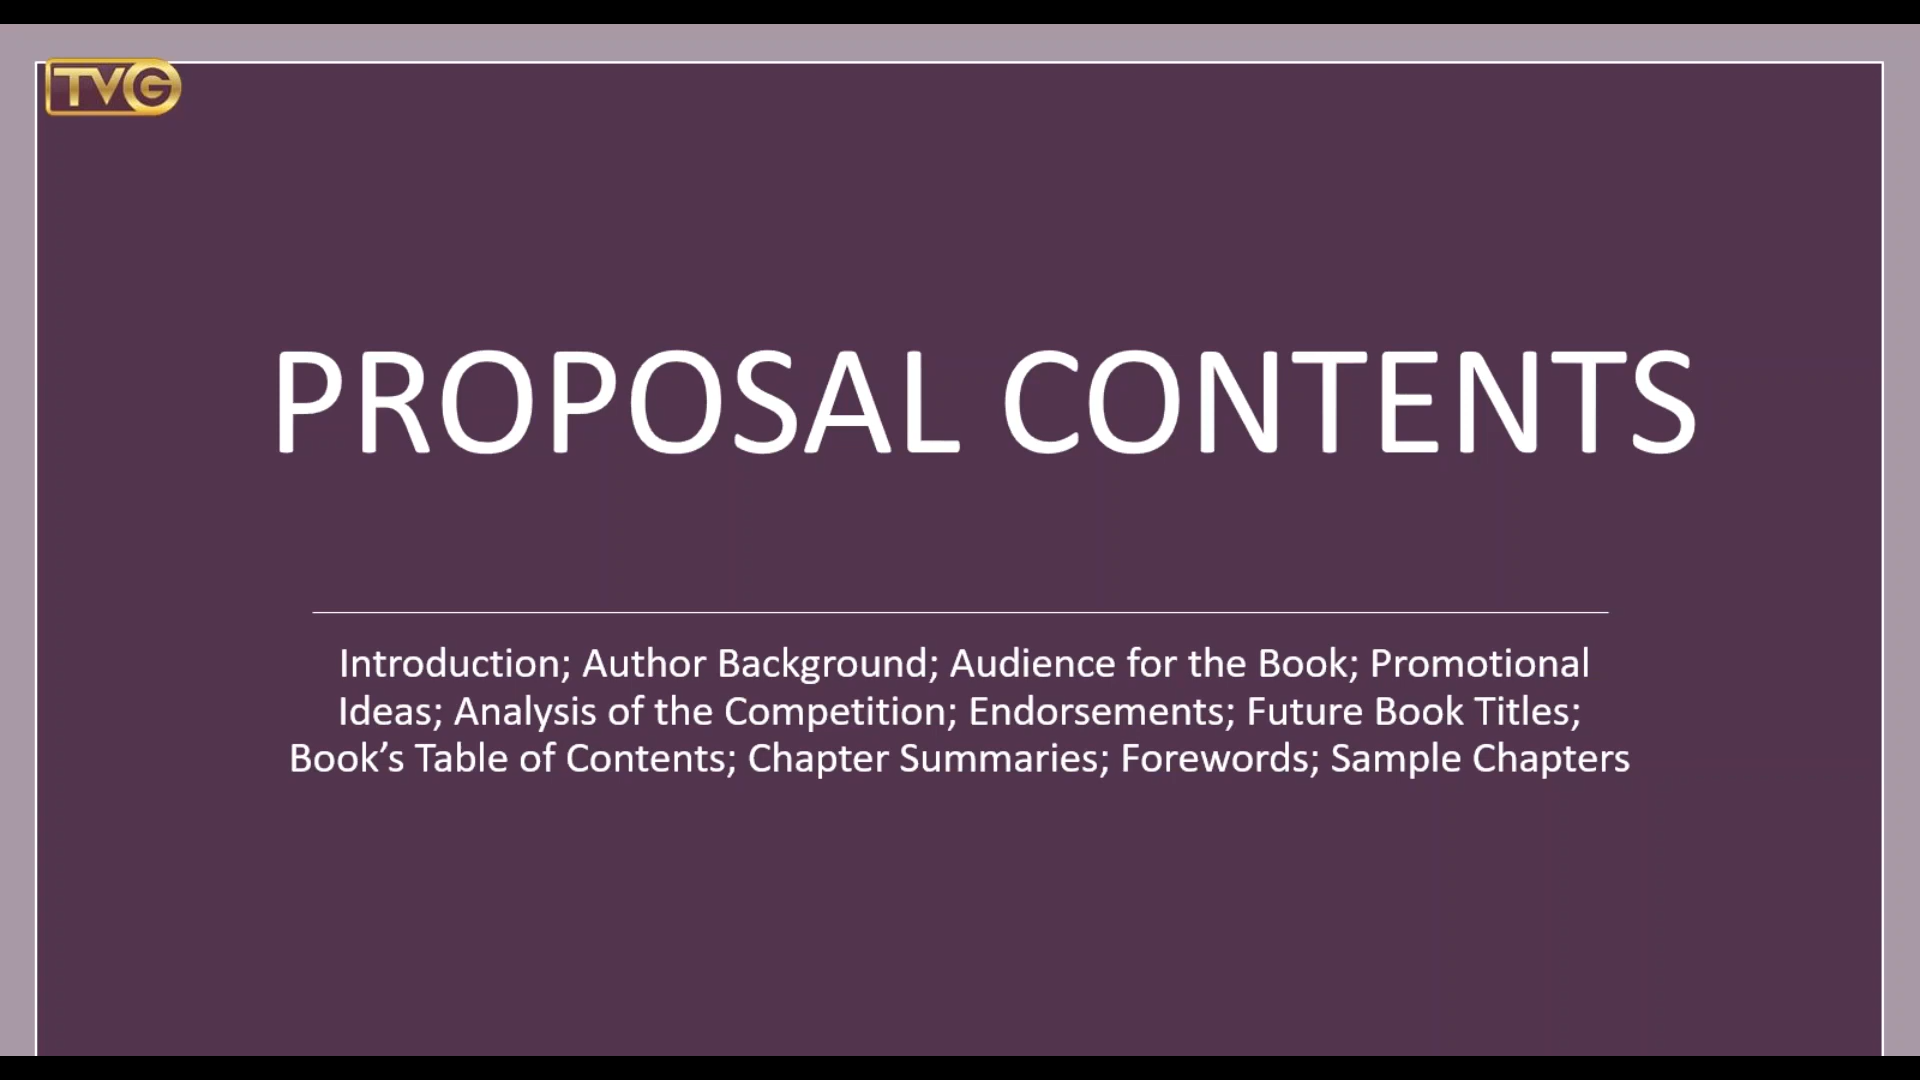 TVG
PROPOSAL CONTENTS
Introduction; Author Background; Audience for the Book; Promotional
Ideas; Analysis of the Competition; Endorsements; Future Book Titles;
Book’s Table of Contents; Chapter Summaries; Forewords; Sample Chapters